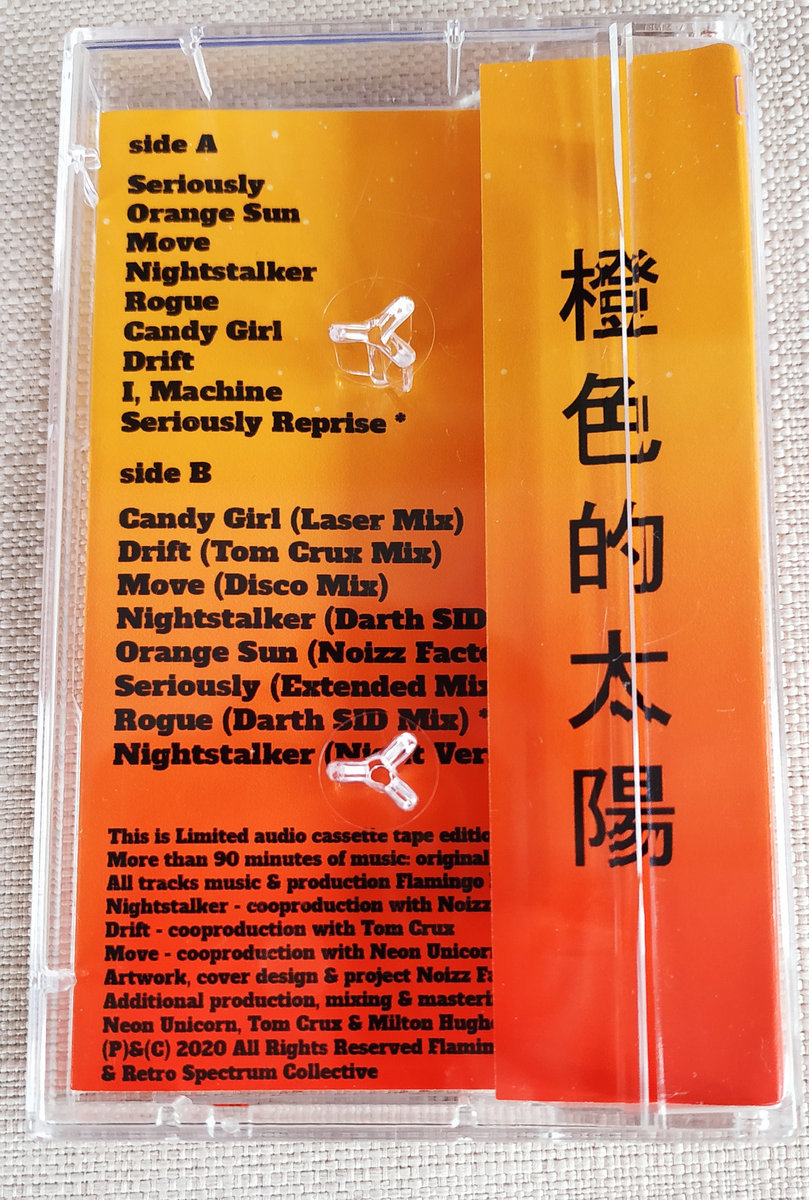 side A
Seriously
Orange Sun
Move
Nightstalker
Rogue
Candy Girl
Drift
I, Machine
Seriously Reprise *
side B
Candy Girl (Laser Mix)
Drift (Tom Crux Mix)
Move (Disco Mix)
Nightstalker (Darth SID
Orange Sun (Noizz
Seriously (Extended Mix
Rogue (Darth SID Mix) *
Nightstalker (Night
This is Limited audio cassette tape
More than 90 minutes of music: original
All tracks music & production Flamingo
Nightstalker - cooproduction with Noizz
Drift - cooproduction with Tom Crux
Move - cooproduction with Neon Unicorn
Artwork, cover design & project Noizz
Additional production, mixing &
Neon Unicorn, Tom Crux & Milton
(P)&(C) 2020 All Rights Reserved
& Retro Spectrum Collective
橙色的太陽